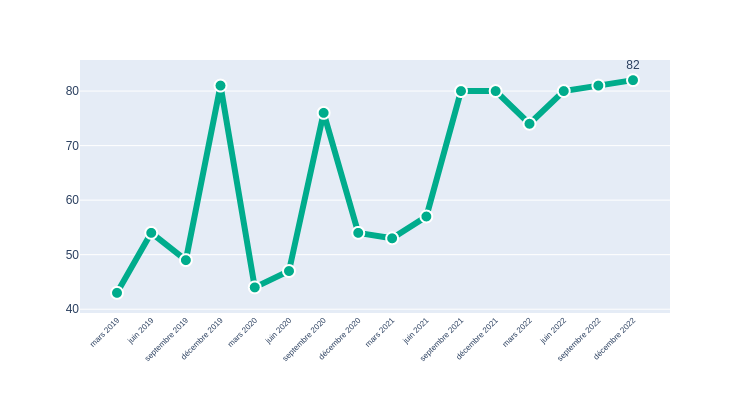 82
80
70
60
50
40
mars 2019
juin 2019
septembre 2019
décembre 2019
mars 2020
juin 2020
septembre 2020
décembre 2020
mars 2021
juin 2021
septembre 2021
décembre 2021
mars 2022
juin 2022
septembre 2022
décembre 2022